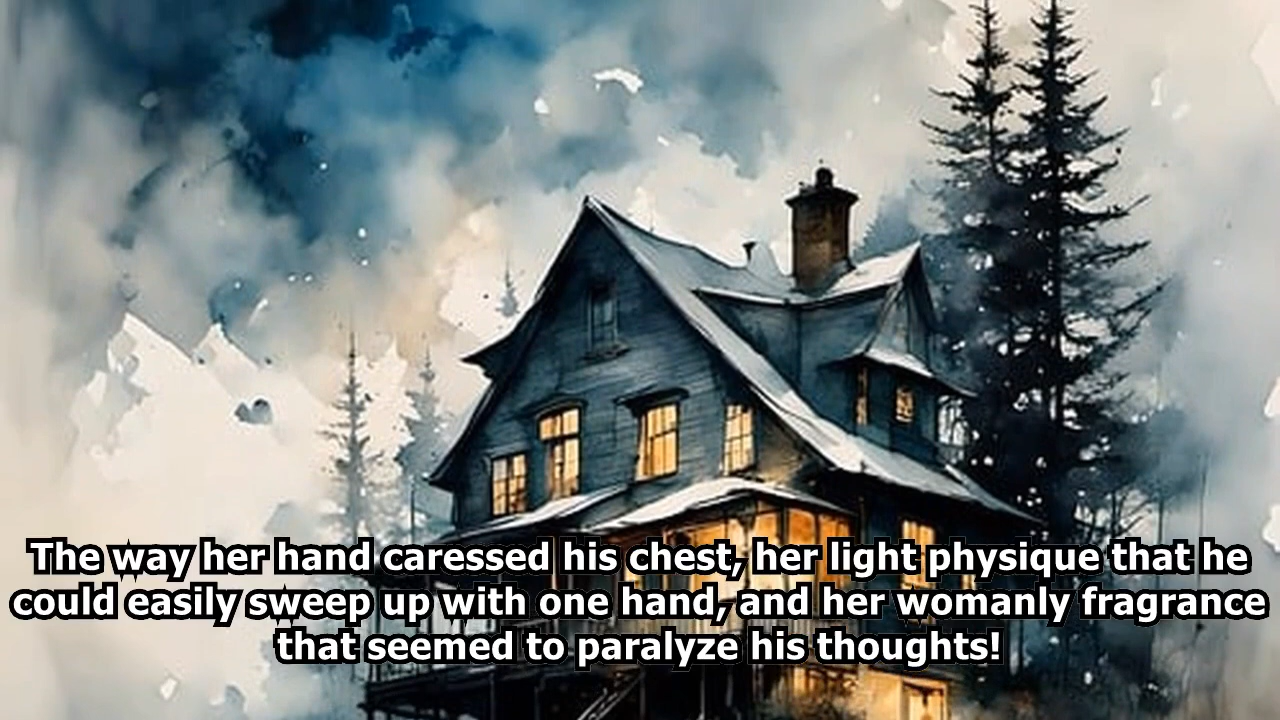 The way her hand caressed his chest, her light physique that he
could easily sweep up with one hand, and her womanly fragrance
that seemed to paralyze his thoughts!